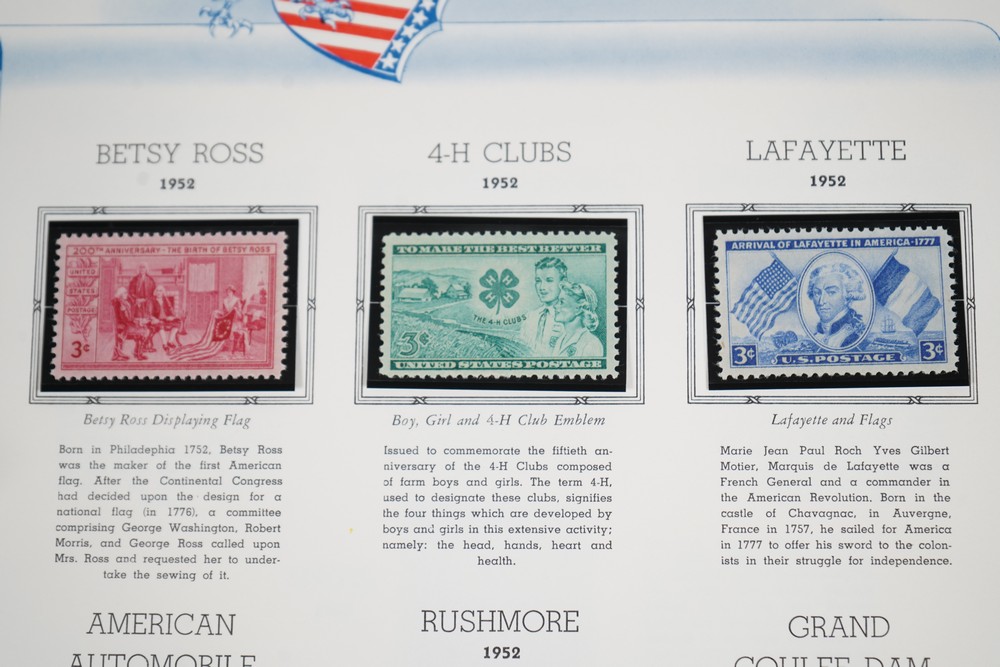 BETSY ROSS
1952
200TH ANNIVERSARY - THE BIRTH OF BETSY ROSS
UNITED
STATES
POSTAGE
3¢
Betsy Ross Displaying Flag
Born in Philadephia 1752, Betsy Ross
was the maker of the first American
flag. After the Continental Congress
had decided upon the design for a
national flag (in 1776), a committee
comprising George Washington, Robert
Morris, and George Ross called upon
Mrs. Ross and requested her to under-
take the sewing of it.
4-H CLUBS
1952
TO MAKE THE BEST BETTER
THE 4-H CLUBS
3¢
UNITED STATES POSTAGE
Boy, Girl and 4-H Club Emblem
Issued to commemorate the fiftieth an-
niversary of the 4-H Clubs composed
of farm boys and girls. The term 4-H,
used to designate these clubs, signifies
the four things which are developed by
boys and girls in this extensive activity;
namely: the head, hands, heart and
health.
LAFAYETTE
1952
ARRIVAL OF LAFAYETTE IN AMERICA-1777
3¢ U.S. POSTAGE 3¢
Lafayette and Flags
Marie Jean Paul Roch Yves Gilbert
Motier, Marquis de Lafayette was a
French General and a commander in
the American Revolution. Born in the
castle of Chavagnac, in Auvergne,
France in 1757, he sailed for America
in 1777 to offer his sword to the colon-
ists in their struggle for independence.
AMERICAN
AUTOMOBILE
RUSHMORE
1952
GRAND
COULEE DAM